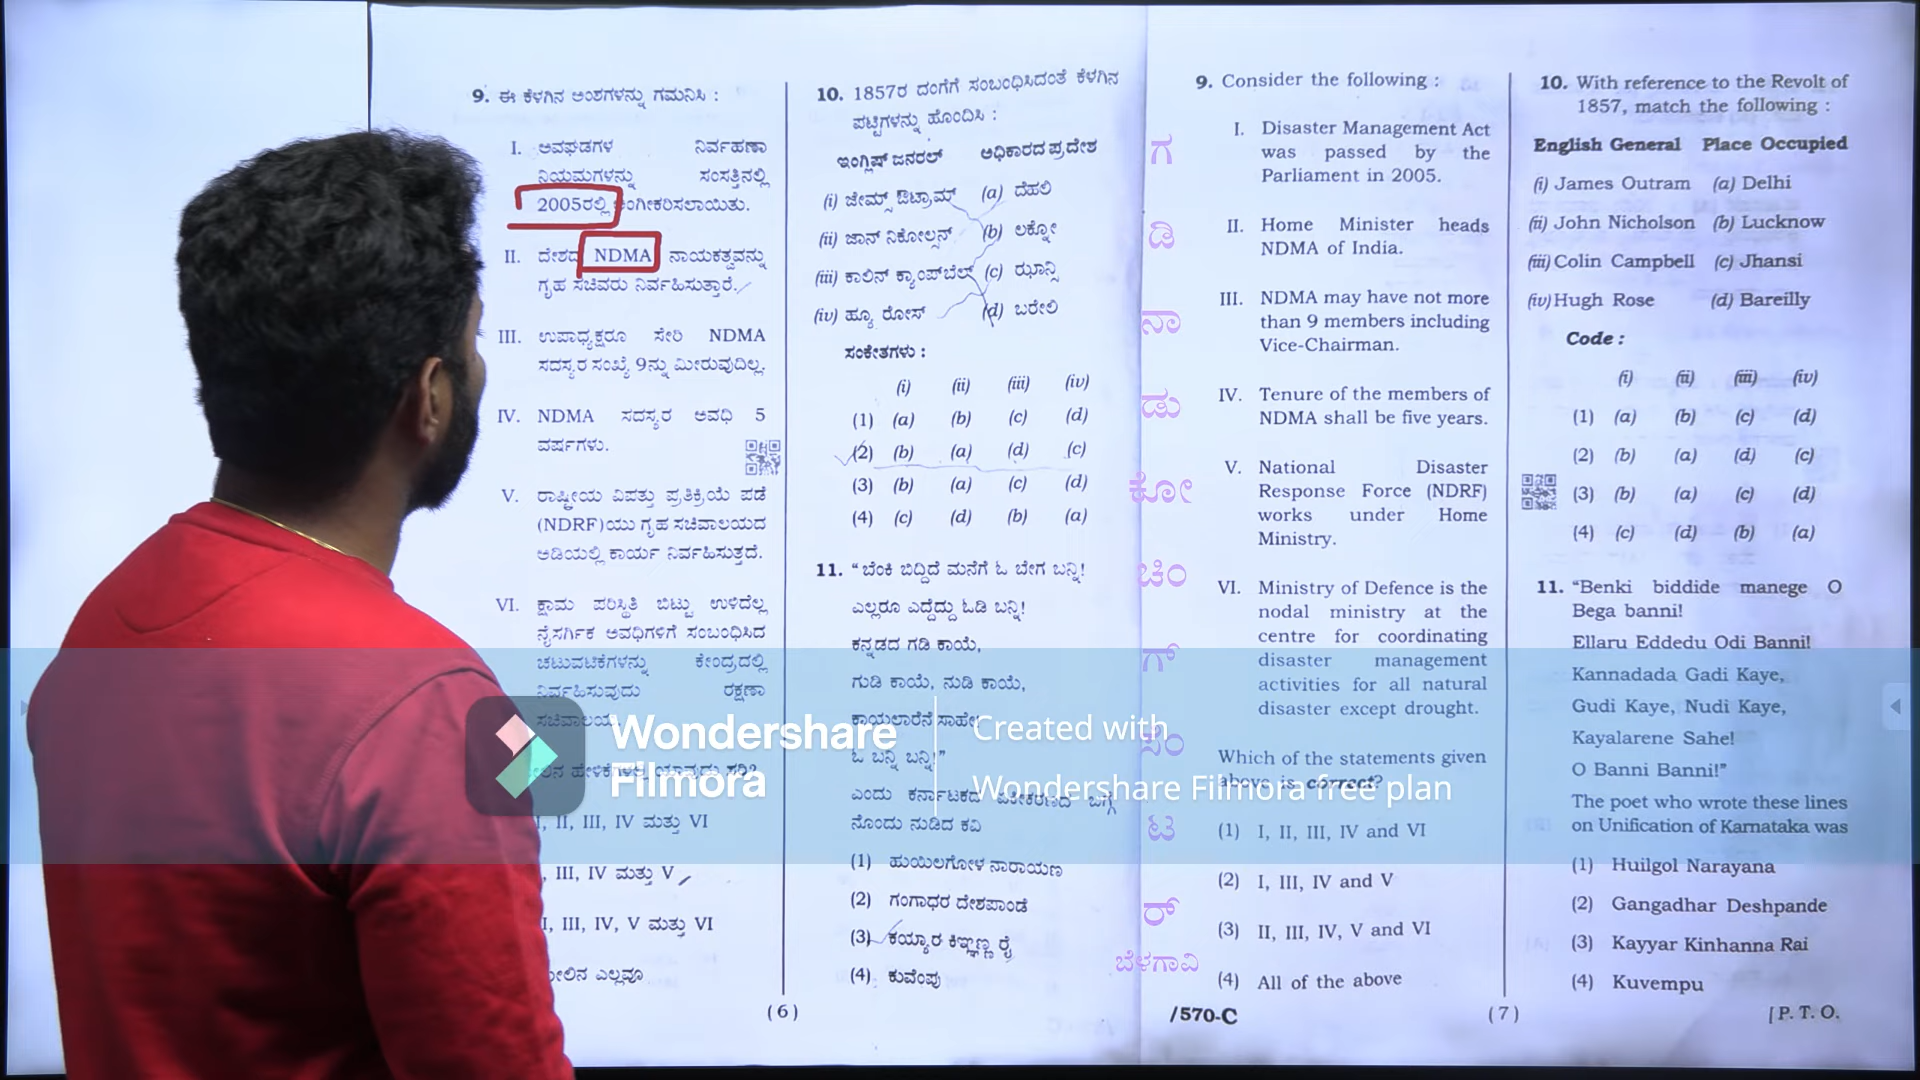 9. ಈ ಕೆಳಗಿನ ಅಂಶಗಳನ್ನು ಗಮನಿಸಿ :
I. ಅವಘಡಗಳ ನಿರ್ವಹಣಾ
ನಿಯಮಗಳನ್ನು ಸಂಸತ್ತಿನಲ್ಲಿ
2005ರಲ್ಲಿ ಅಂಗೀಕರಿಸಲಾಯಿತು.
II. ದೇಶದ NDMA ನಾಯಕತ್ವವನ್ನು
ಗೃಹ ಸಚಿವರು ನಿರ್ವಹಿಸುತ್ತಾರೆ.
III. ಉಪಾಧ್ಯಕ್ಷರೂ ಸೇರಿ NDMA
ಸದಸ್ಯರ ಸಂಖ್ಯೆ 9ನ್ನು ಮೀರುವುದಿಲ್ಲ.
IV. NDMA ಸದಸ್ಯರ ಅವಧಿ 5
ವರ್ಷಗಳು.
V. ರಾಷ್ಟ್ರೀಯ ವಿಪತ್ತು ಪ್ರತಿಕ್ರಿಯೆ ಪಡೆ
(NDRF)ಯು ಗೃಹ ಸಚಿವಾಲಯದ
ಅಡಿಯಲ್ಲಿ ಕಾರ್ಯ ನಿರ್ವಹಿಸುತ್ತದೆ.
VI. ಕ್ಷಾಮ ಪರಿಸ್ಥಿತಿ ಬಿಟ್ಟು ಉಳಿದೆಲ್ಲ
ನೈಸರ್ಗಿಕ ಅವಧಿಗಳಿಗೆ ಸಂಬಂಧಿಸಿದ
ಚಟುವಟಿಕೆಗಳನ್ನು ಕೇಂದ್ರದಲ್ಲಿ
ನಿರ್ವಹಿಸುವುದು ರಕ್ಷಣಾ
ಸಚಿವಾಲಯ.
ಹೇಳಿಕೆಗಳಲ್ಲಿ ಯಾವುದು ಸರಿ?
I, II, III, IV ಮತ್ತು VI
III, IV ಮತ್ತು V
I, III, IV, V ಮತ್ತು VI
ಎಲ್ಲವೂ
10. 1857ರ ದಂಗೆಗೆ ಸಂಬಂಧಿಸಿದಂತೆ ಕೆಳಗಿನ
ಪಟ್ಟಿಗಳನ್ನು ಹೊಂದಿಸಿ :
ಇಂಗ್ಲಿಷ್ ಜನರಲ್ ಅಧಿಕಾರದ ಪ್ರದೇಶ
(i) ಜೇಮ್ಸ್ ಔಟ್ರಾಮ್ (a) ದೆಹಲಿ
(ii) ಜಾನ್ ನಿಕೋಲ್ಸನ್ (b) ಲಕ್ನೋ
(iii) ಕಾಲಿನ್ ಕ್ಯಾಂಪ್‌ಬೆಲ್ (c) ಝಾನ್ಸಿ
(iv) ಹ್ಯೂ ರೋಸ್ (d) ಬರೇಲಿ
ಸಂಕೇತಗಳು :
(i) (ii) (iii) (iv)
(1) (a) (b) (c) (d)
(2) (b) (a) (d) (c)
(3) (b) (a) (c) (d)
(4) (c) (d) (b) (a)
11. “ಬೆಂಕಿ ಬಿದ್ದಿದೆ ಮನೆಗೆ ಓ ಬೇಗ ಬನ್ನಿ!
ಎಲ್ಲರೂ ಎದ್ದೆದ್ದು ಓಡಿ ಬನ್ನಿ!
ಕನ್ನಡದ ಗಡಿ ಕಾಯೆ,
ಗುಡಿ ಕಾಯೆ, ನುಡಿ ಕಾಯೆ,
ಕಾಯಲಾರೆನೆ ಸಾಹೇ!
ಓ ಬನ್ನಿ ಬನ್ನಿ!”
ಎಂದು ಕರ್ನಾಟಕದ ಏಕೀಕರಣದ ಬಗ್ಗೆ
ನೊಂದು ನುಡಿದ ಕವಿ
(1) ಹುಯಿಲಗೋಳ ನಾರಾಯಣ
(2) ಗಂಗಾಧರ ದೇಶಪಾಂಡೆ
(3) ಕಯ್ಯಾರ ಕಿಞ್ಞಣ್ಣ ರೈ
(4) ಕುವೆಂಪು
(6)
ಗ
ಡಿ
ನಾ
ಡು
ಕೋ
ಚಿಂ
ಗ್
ಸೆಂ
ಟ
ರ್
ಬೆಳಗಾವಿ
9. Consider the following :
I. Disaster Management Act
was passed by the
Parliament in 2005.
II. Home Minister heads
NDMA of India.
III. NDMA may have not more
than 9 members including
Vice-Chairman.
IV. Tenure of the members of
NDMA shall be five years.
V. National Disaster
Response Force (NDRF)
works under Home
Ministry.
VI. Ministry of Defence is the
nodal ministry at the
centre for coordinating
disaster management
activities for all natural
disaster except drought.
Which of the statements given
above is correct?
(1) I, II, III, IV and VI
(2) I, III, IV and V
(3) II, III, IV, V and VI
(4) All of the above
/570-C
(7)
10. With reference to the Revolt of
1857, match the following :
English General Place Occupied
(i) James Outram (a) Delhi
(ii) John Nicholson (b) Lucknow
(iii) Colin Campbell (c) Jhansi
(iv) Hugh Rose (d) Bareilly
Code :
(i) (ii) (iii) (iv)
(1) (a) (b) (c) (d)
(2) (b) (a) (d) (c)
(3) (b) (a) (c) (d)
(4) (c) (d) (b) (a)
11. “Benki biddide manege O
Bega banni!
Ellaru Eddedu Odi Banni!
Kannadada Gadi Kaye,
Gudi Kaye, Nudi Kaye,
Kayalarene Sahe!
O Banni Banni!”
The poet who wrote these lines
on Unification of Karnataka was
(1) Huilgol Narayana
(2) Gangadhar Deshpande
(3) Kayyar Kinhanna Rai
(4) Kuvempu
[ P. T. O.
Wondershare
Filmora
Created with
Wondershare Filmora free plan